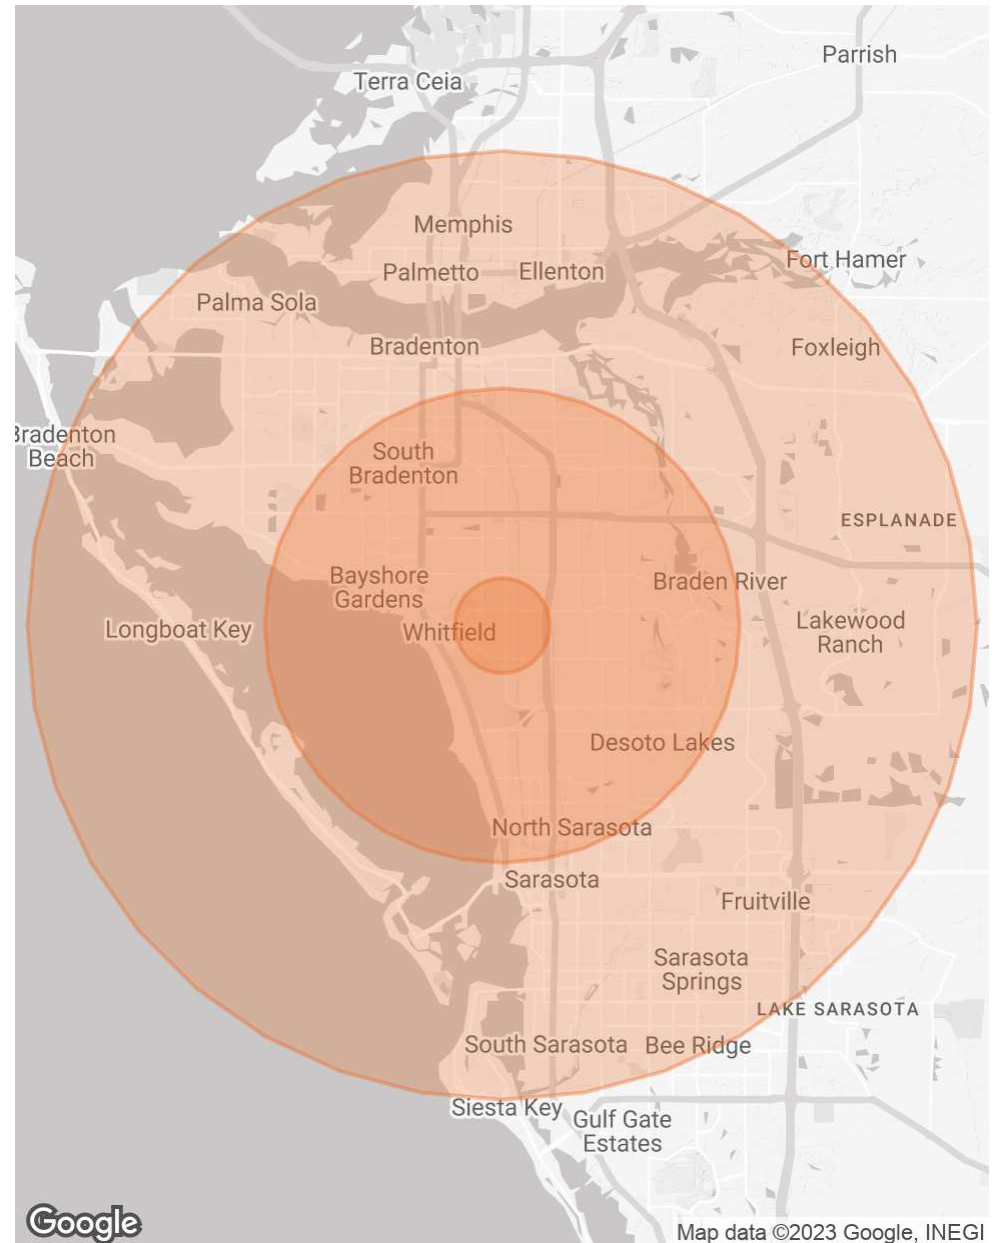 Parrish
Terra Ceia
Memphis
Fort Hamer
Palmetto
Ellenton
Palma Sola
Bradenton
Foxleigh
Bradenton
Beach
South
Bradenton
ESPLANADE
Bayshore
Gardens
Braden River
Longboat Key
Whitfield
Lakewood
Ranch
Desoto Lakes
North Sarasota
Sarasota
Fruitville
Sarasota
Springs
LAKE SARASOTA
South Sarasota
Bee Ridge
Siesta Key
Gulf Gate
Estates
Google
Map data ©2023 Google, INEGI